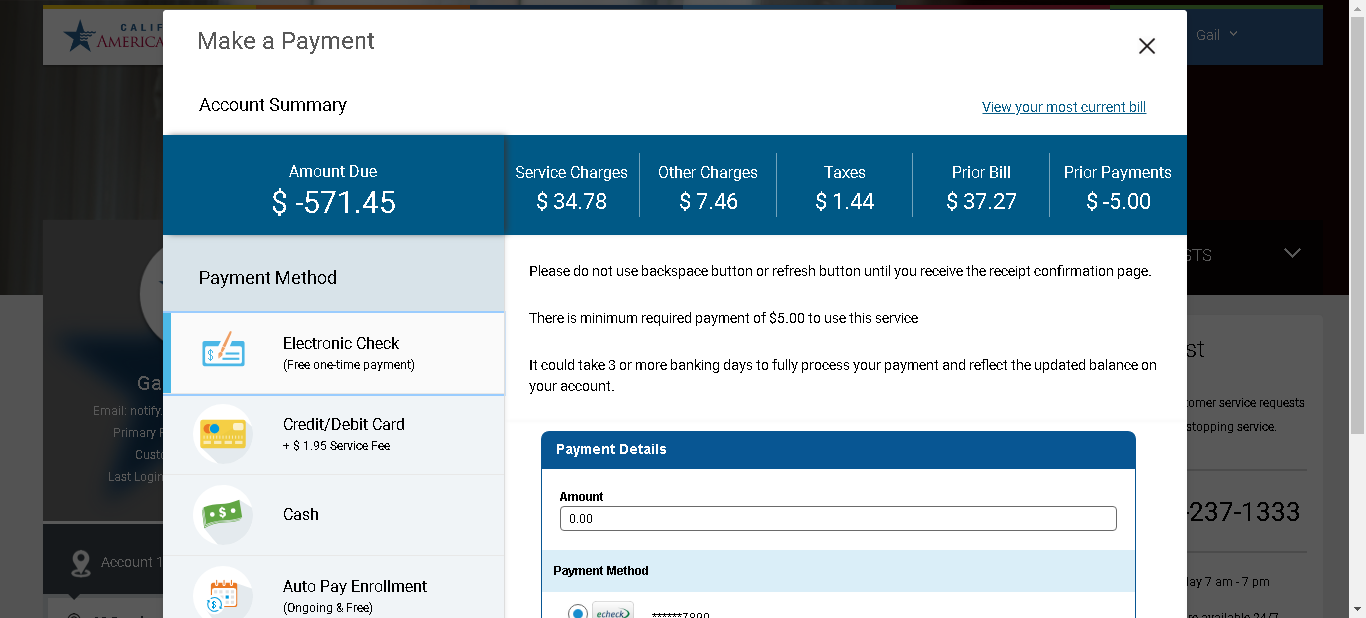 CALIF
AMERICA
Gail
Make a Payment
Account Summary
View your most current bill
Amount Due
$ -571.45
Service Charges
$ 34.78
Other Charges
$ 7.46
Taxes
$ 1.44
Prior Bill
$ 37.27
Prior Payments
$ -5.00
Payment Method
Electronic Check
(Free one-time payment)
Credit/Debit Card
+ $ 1.95 Service Fee
Cash
Auto Pay Enrollment
(Ongoing & Free)
Please do not use backspace button or refresh button until you receive the receipt confirmation page.
There is minimum required payment of $5.00 to use this service
It could take 3 or more banking days to fully process your payment and reflect the updated balance on
your account.
Payment Details
Amount
0.00
Payment Method
echeck
******7890
Ga
Email: notify.
Primary
Custo
Last Login
Account 1
STS
st
omer service requests
stopping service.
-237-1333
day 7 am - 7 pm
are available 24/7